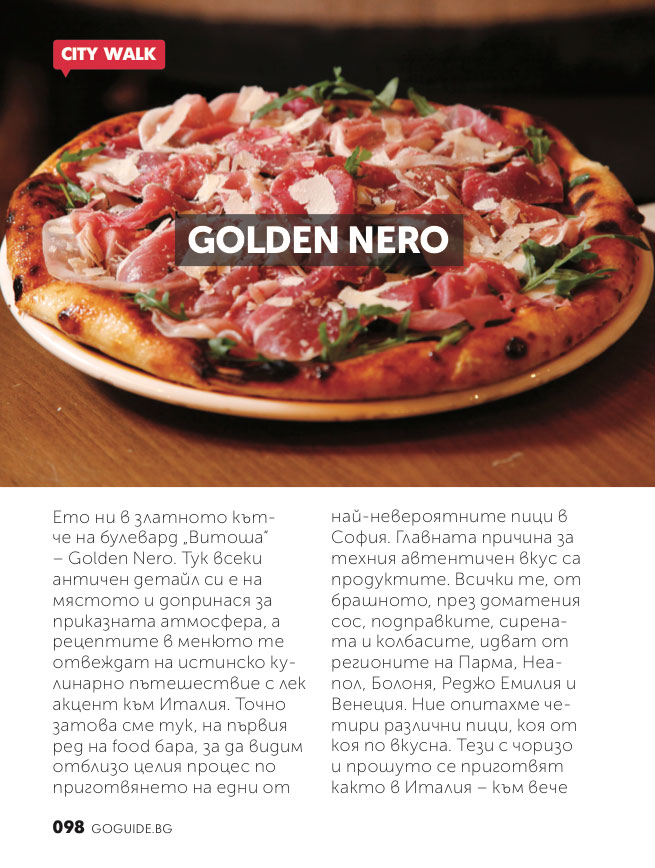 CITY WALK
GOLDEN NERO
Ето ни в златното кът-
че на булевард „Витоша“
– Golden Nero. Тук всеки
античен детайл си е на
мястото и допринася за
приказната атмосфера, а
рецептите в менюто те
отвеждат на истинско ку-
линарно пътешествие с лек
акцент към Италия. Точно
затова сме тук, на първия
ред на food бара, за да видим
отблизо целия процес по
приготвянето на едни от
най-невероятните пици в
София. Главната причина за
техния автентичен вкус са
продуктите. Всички те, от
брашното, през доматения
сос, подправките, сирена-
та и колбасите, идват от
регионите на Парма, Неа-
пол, Болоня, Реджо Емилия и
Венеция. Ние опитахме че-
тири различни пици, коя от
коя по вкусна. Тези с чоризо
и прошуто се приготвят
както в Италия – към вече
098 GOGUIDE.BG